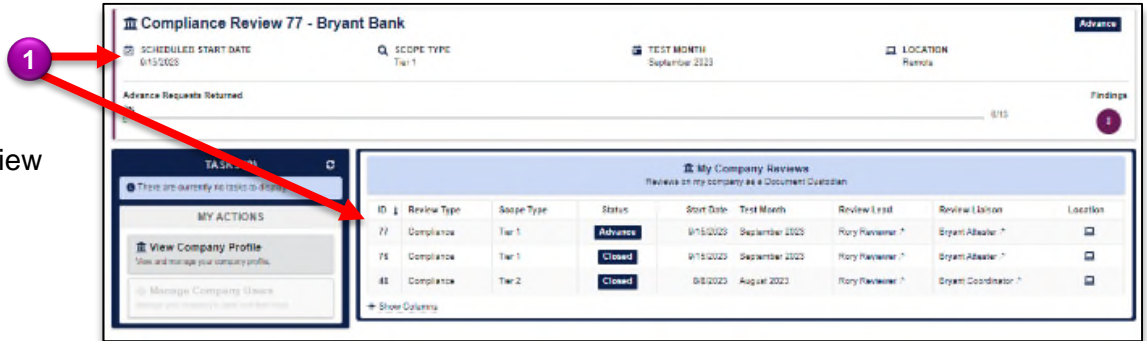 Compliance Review 77 - Bryant Bank
Advance
SCHEDULED START DATE
SCOPE TYPE
TEST MONTH
LOCATION
9/15/2023
Tier 1
September 2023
Remote
1
Advance Requests Returned
0/15
Findings
iew
TASKS
There are currently no tasks to display
MY ACTIONS
View Company Profile
View and manage your company profile.
Manage Company Users
My Company Reviews
Reviews on my company as a Document Custodian
ID Review Type Scope Type Status Start Date Test Month Review Lead Review Liaison Location
77 Compliance Tier 1 Advance 9/15/2023 September 2023 Rory Reviewer Bryant Attester
Compliance Tier 1 Closed 9/15/2023 September 2023 Rory Reviewer Bryant Attester
Compliance Tier 2 Closed 8/8/2023 August 2023 Rory Reviewer Bryant Coordinator
+ Show Columns